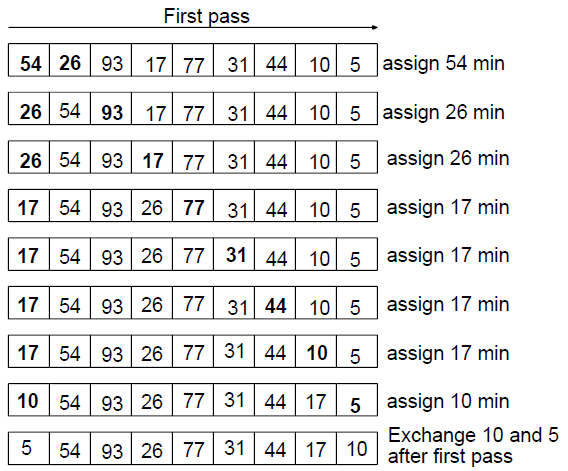 First pass
54 26 93 17 77 31 44 10 5 assign 54 min
26 54 93 17 77 31 44 10 5 assign 26 min
26 54 93 17 77 31 44 10 5 assign 26 min
17 54 93 26 77 31 44 10 5 assign 17 min
17 54 93 26 77 31 44 10 5 assign 17 min
17 54 93 26 77 31 44 10 5 assign 17 min
17 54 93 26 77 31 44 10 5 assign 17 min
10 54 93 26 77 31 44 17 5 assign 10 min
5 54 93 26 77 31 44 17 10 Exchange 10 and 5
after first pass